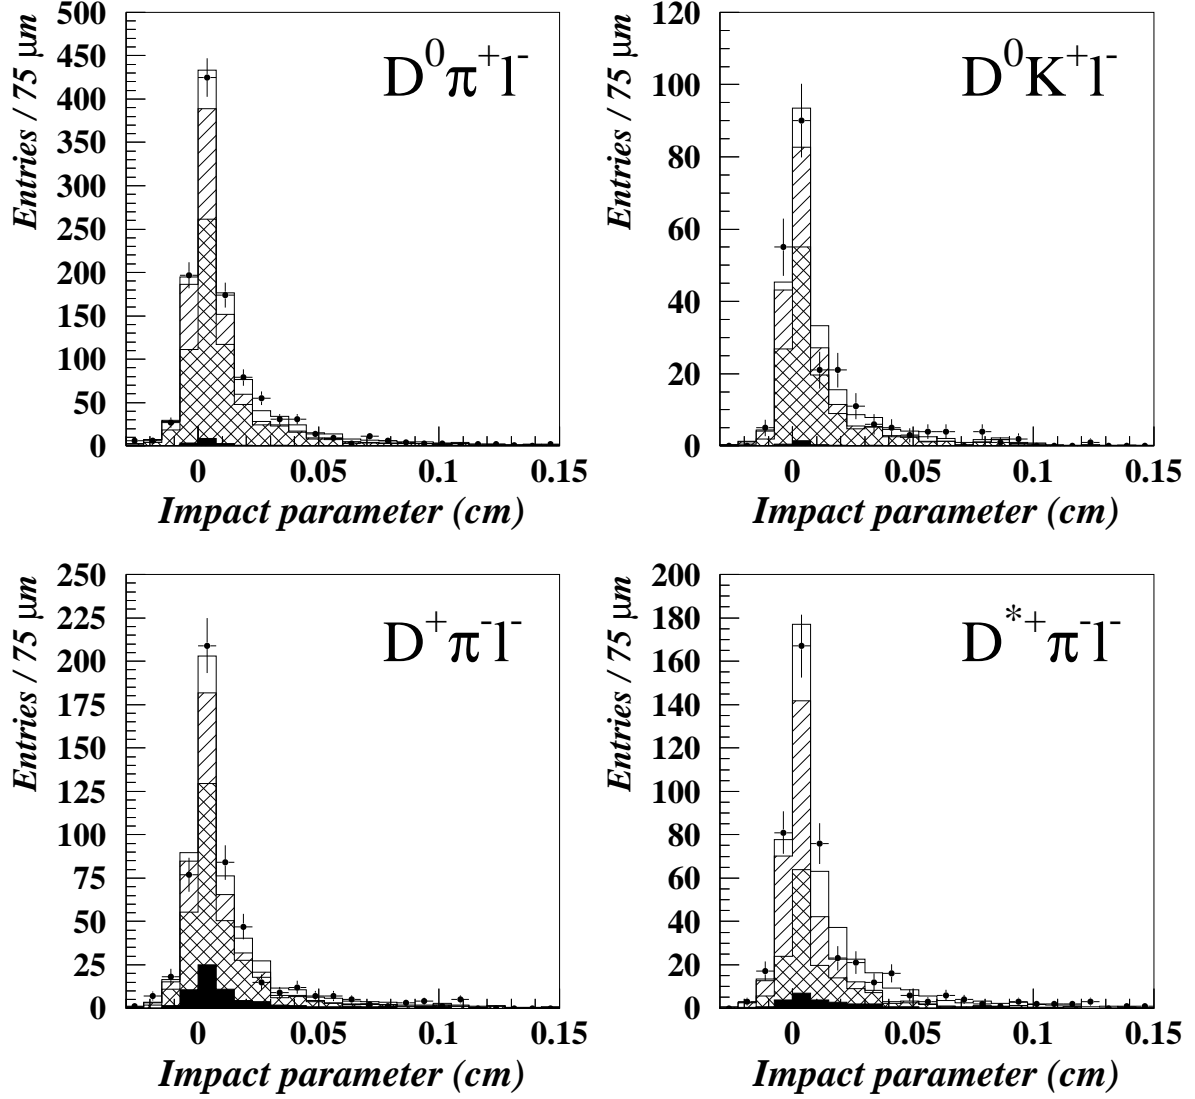 Entries / 75 μm
500
450
400
350
300
250
200
150
100
50
0
D⁰π⁺l⁻
0 0.05 0.1 0.15
Impact parameter (cm)
Entries / 75 μm
120
100
80
60
40
20
0
D⁰K⁺l⁻
0 0.05 0.1 0.15
Impact parameter (cm)
Entries / 75 μm
250
225
200
175
150
125
100
75
50
25
0
D⁺π⁻l⁻
0 0.05 0.1 0.15
Impact parameter (cm)
Entries / 75 μm
200
180
160
140
120
100
80
60
40
20
0
D*⁺π⁻l⁻
0 0.05 0.1 0.15
Impact parameter (cm)